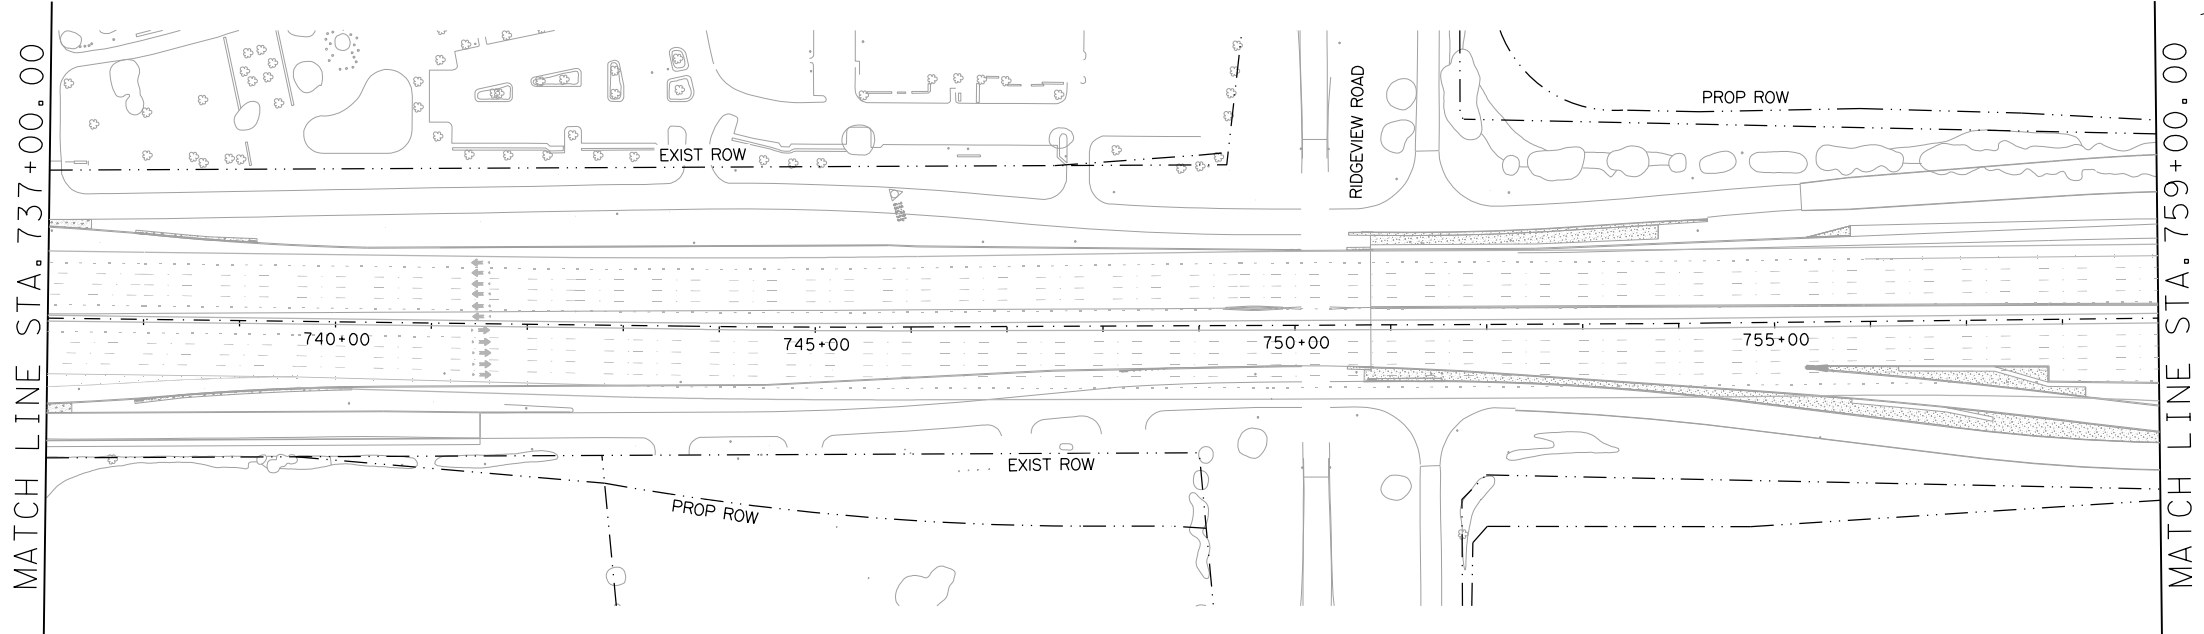 MATCH LINE STA. 737+00.00
PROP ROW
RIDGEVIEW ROAD
EXIST ROW
740+00
745+00
750+00
755+00
EXIST ROW
PROP ROW
MATCH LINE STA. 759+00.00